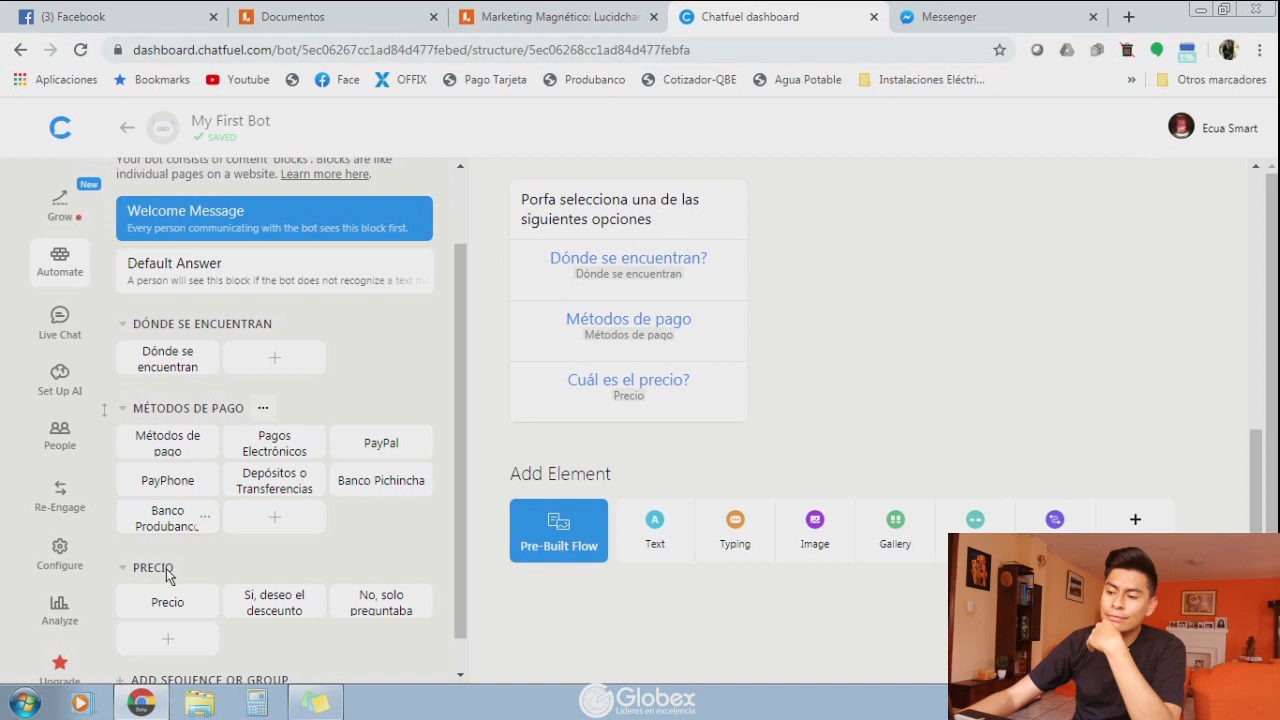 (3) Facebook
Documentos
Marketing Magnético: Lucidcha
Chatfuel dashboard
Messenger
dashboard.chatfuel.com/bot/5ec06267cc1ad84d477febed/structure/5ec06268cc1ad84d477febfa
Aplicaciones
Bookmarks
Youtube
Face
OFFIX
Pago Tarjeta
Produbanco
Cotizador-QBE
Agua Potable
Instalaciones Eléctri...
»
Otros marcadores
My First Bot
SAVED
Ecua Smart
New
Grow
Automate
Live Chat
Set Up AI
People
Re-Engage
Configure
Analyze
Upgrade
Your bot consists of content 'blocks'. Blocks are like
individual pages on a website. Learn more here.
Welcome Message
Every person communicating with the bot sees this block first.
Default Answer
A person will see this block if the bot does not recognize a text m
DÓNDE SE ENCUENTRAN
Dónde se
encuentran
MÉTODOS DE PAGO
Métodos de
pago
Pagos
Electrónicos
PayPal
PayPhone
Depósitos o
Transferencias
Banco Pichincha
Banco
Produbanco
PRECIO
Precio
Si, deseo el
desceunto
No, solo
preguntaba
ADD SEQUENCE OR GROUP
Porfa selecciona una de las
siguientes opciones
Dónde se encuentran?
Dónde se encuentran
Métodos de pago
Métodos de pago
Cuál es el precio?
Precio
Add Element
Pre-Built Flow
Text
Typing
Image
Gallery
Globex
Líderes en excelencia